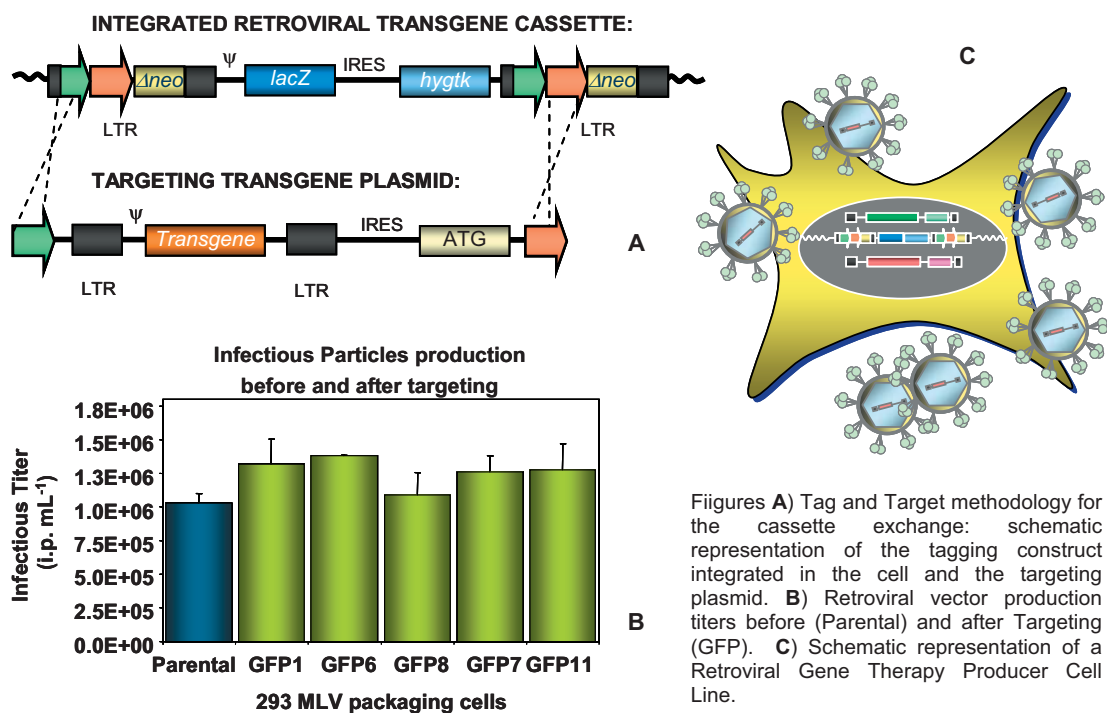 INTEGRATED RETROVIRAL TRANSGENE CASSETTE:
Δneo
ψ
lacZ
IRES
hygtk
Δneo
LTR
LTR
TARGETING TRANSGENE PLASMID:
ψ
Transgene
IRES
ATG
LTR
LTR
A
Infectious Particles production
before and after targeting
Infectious Titer
(i.p. mL-1)
1.8E+06
1.5E+06
1.3E+06
1.0E+06
7.5E+05
5.0E+05
2.5E+05
0.0E+00
Parental GFP1 GFP6 GFP8 GFP7 GFP11
293 MLV packaging cells
B
C
Fiigures A) Tag and Target methodology for
the cassette exchange: schematic
representation of the tagging construct
integrated in the cell and the targeting
plasmid. B) Retroviral vector production
titers before (Parental) and after Targeting
(GFP). C) Schematic representation of a
Retroviral Gene Therapy Producer Cell
Line.